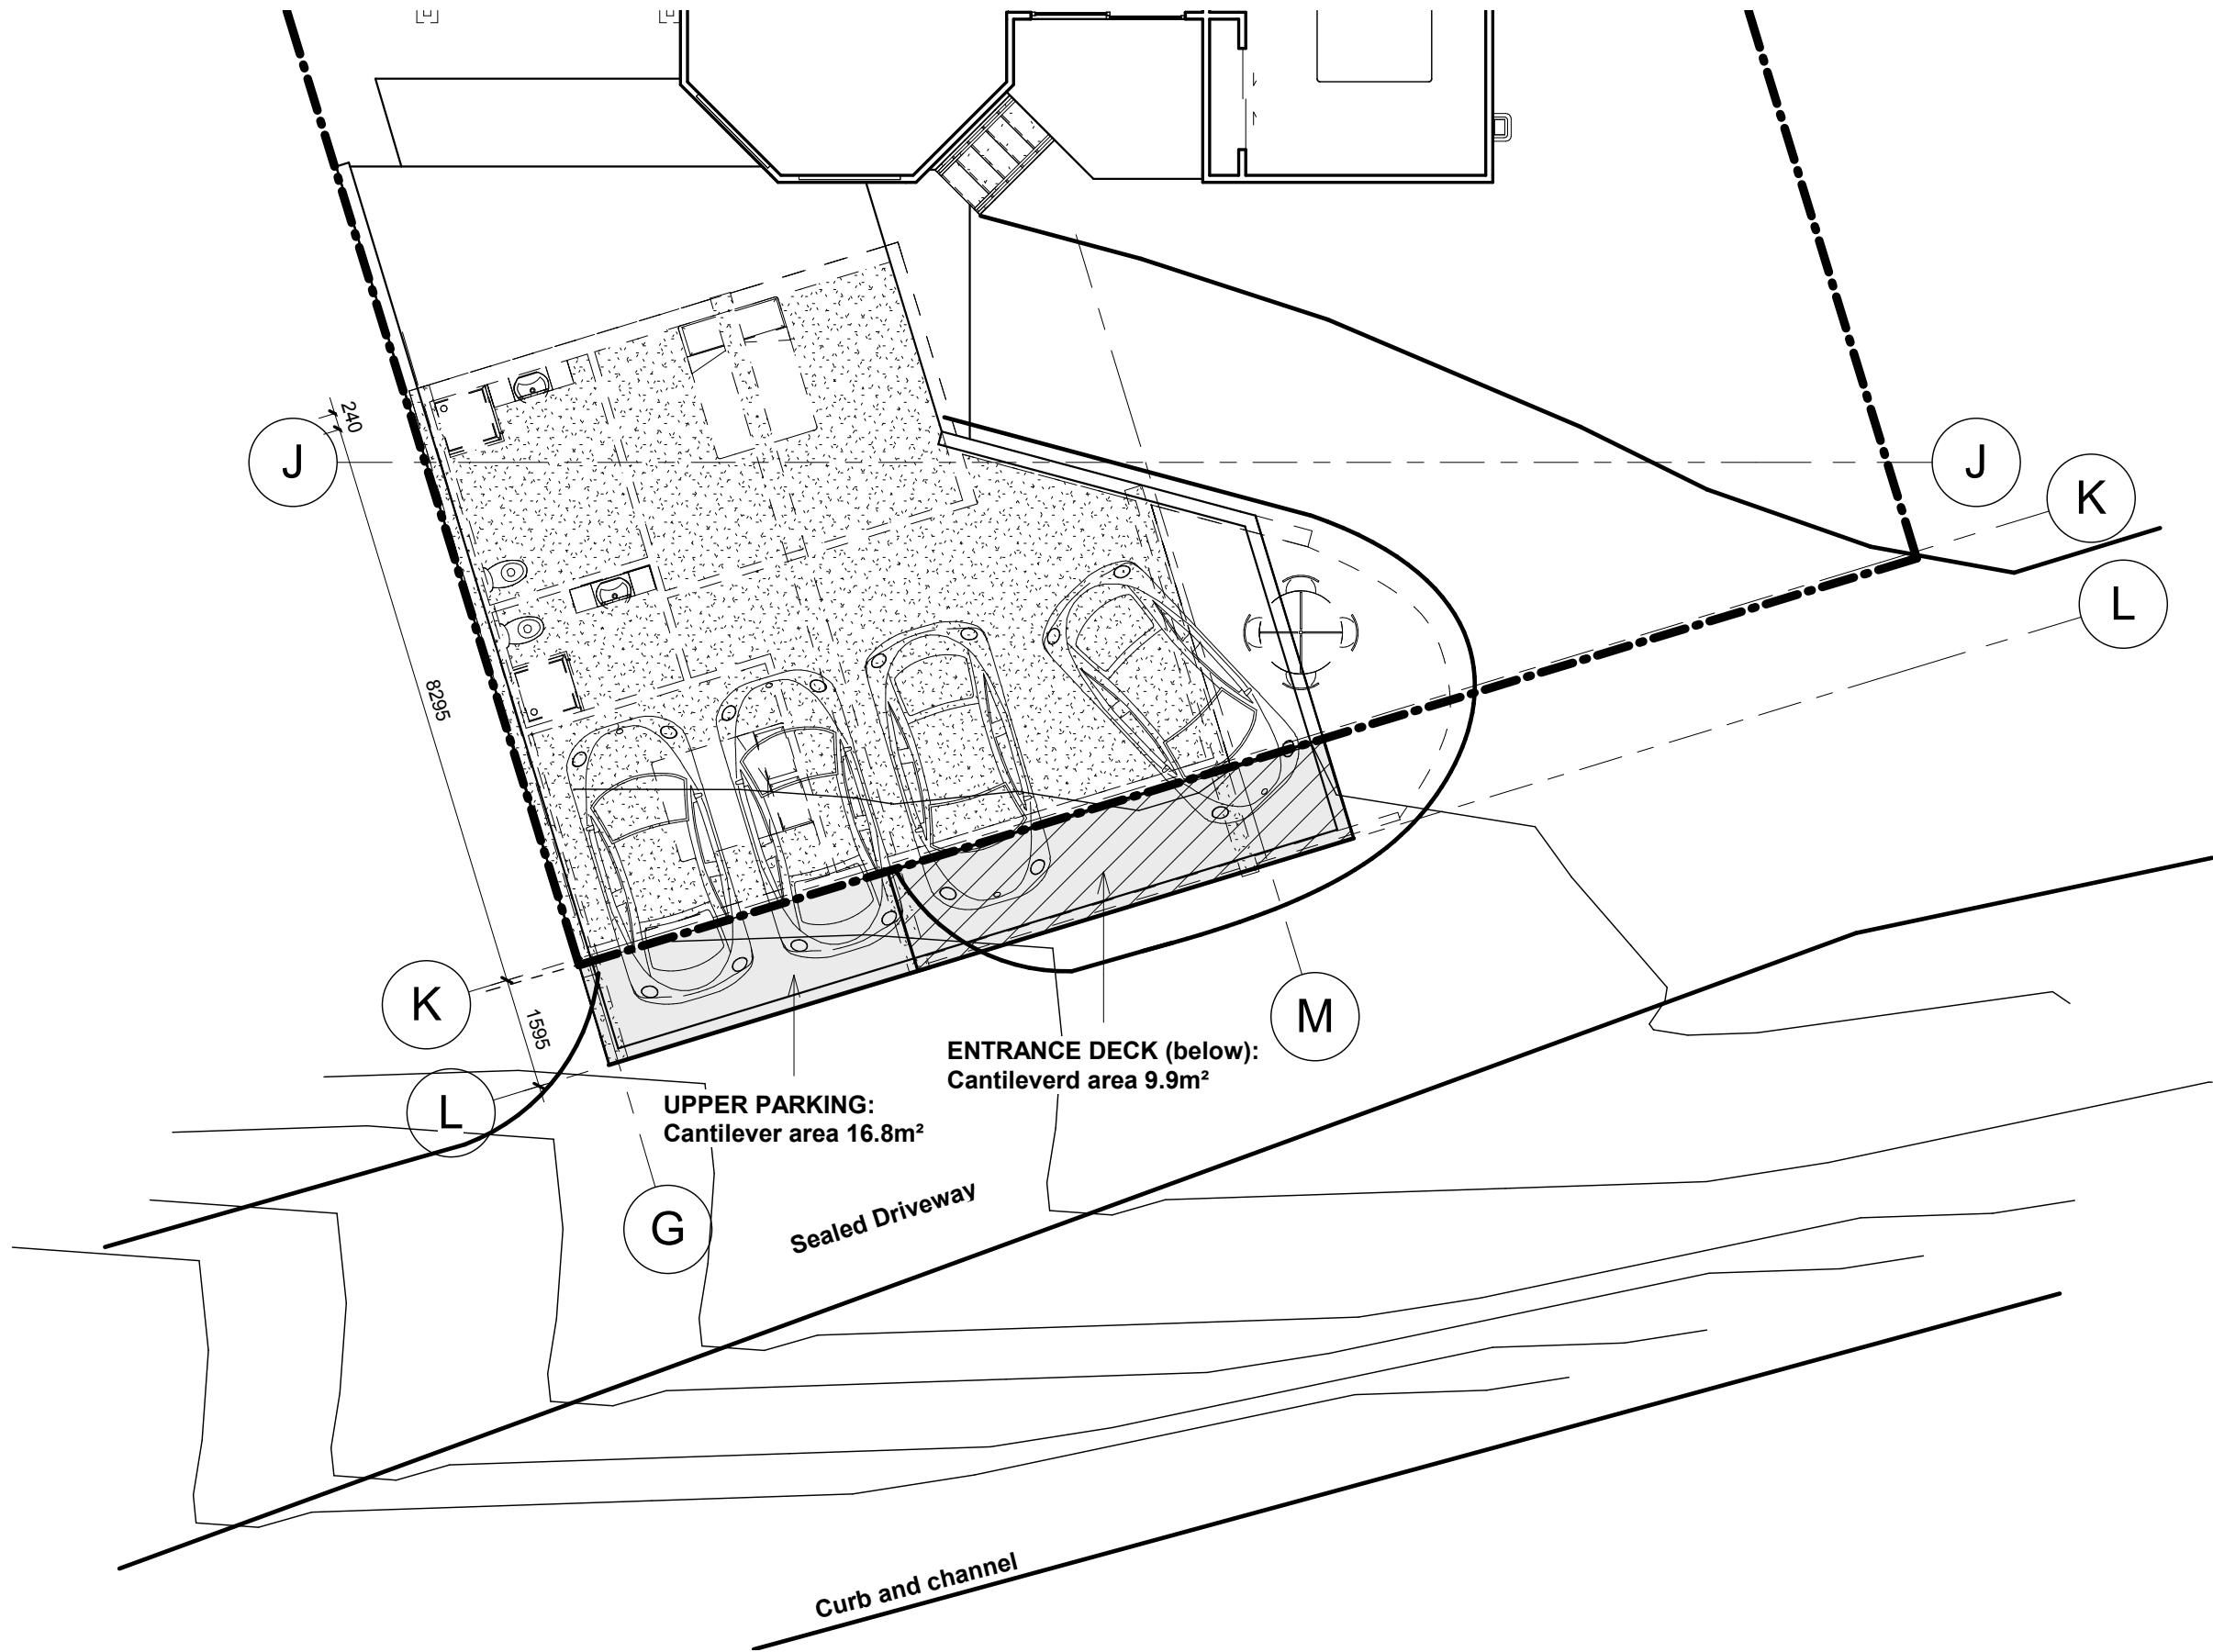 240
J
J
K
L
8295
K
1595
M
L
ENTRANCE DECK (below):
Cantileverd area 9.9m²
UPPER PARKING:
Cantilever area 16.8m²
G
Sealed Driveway
Curb and channel